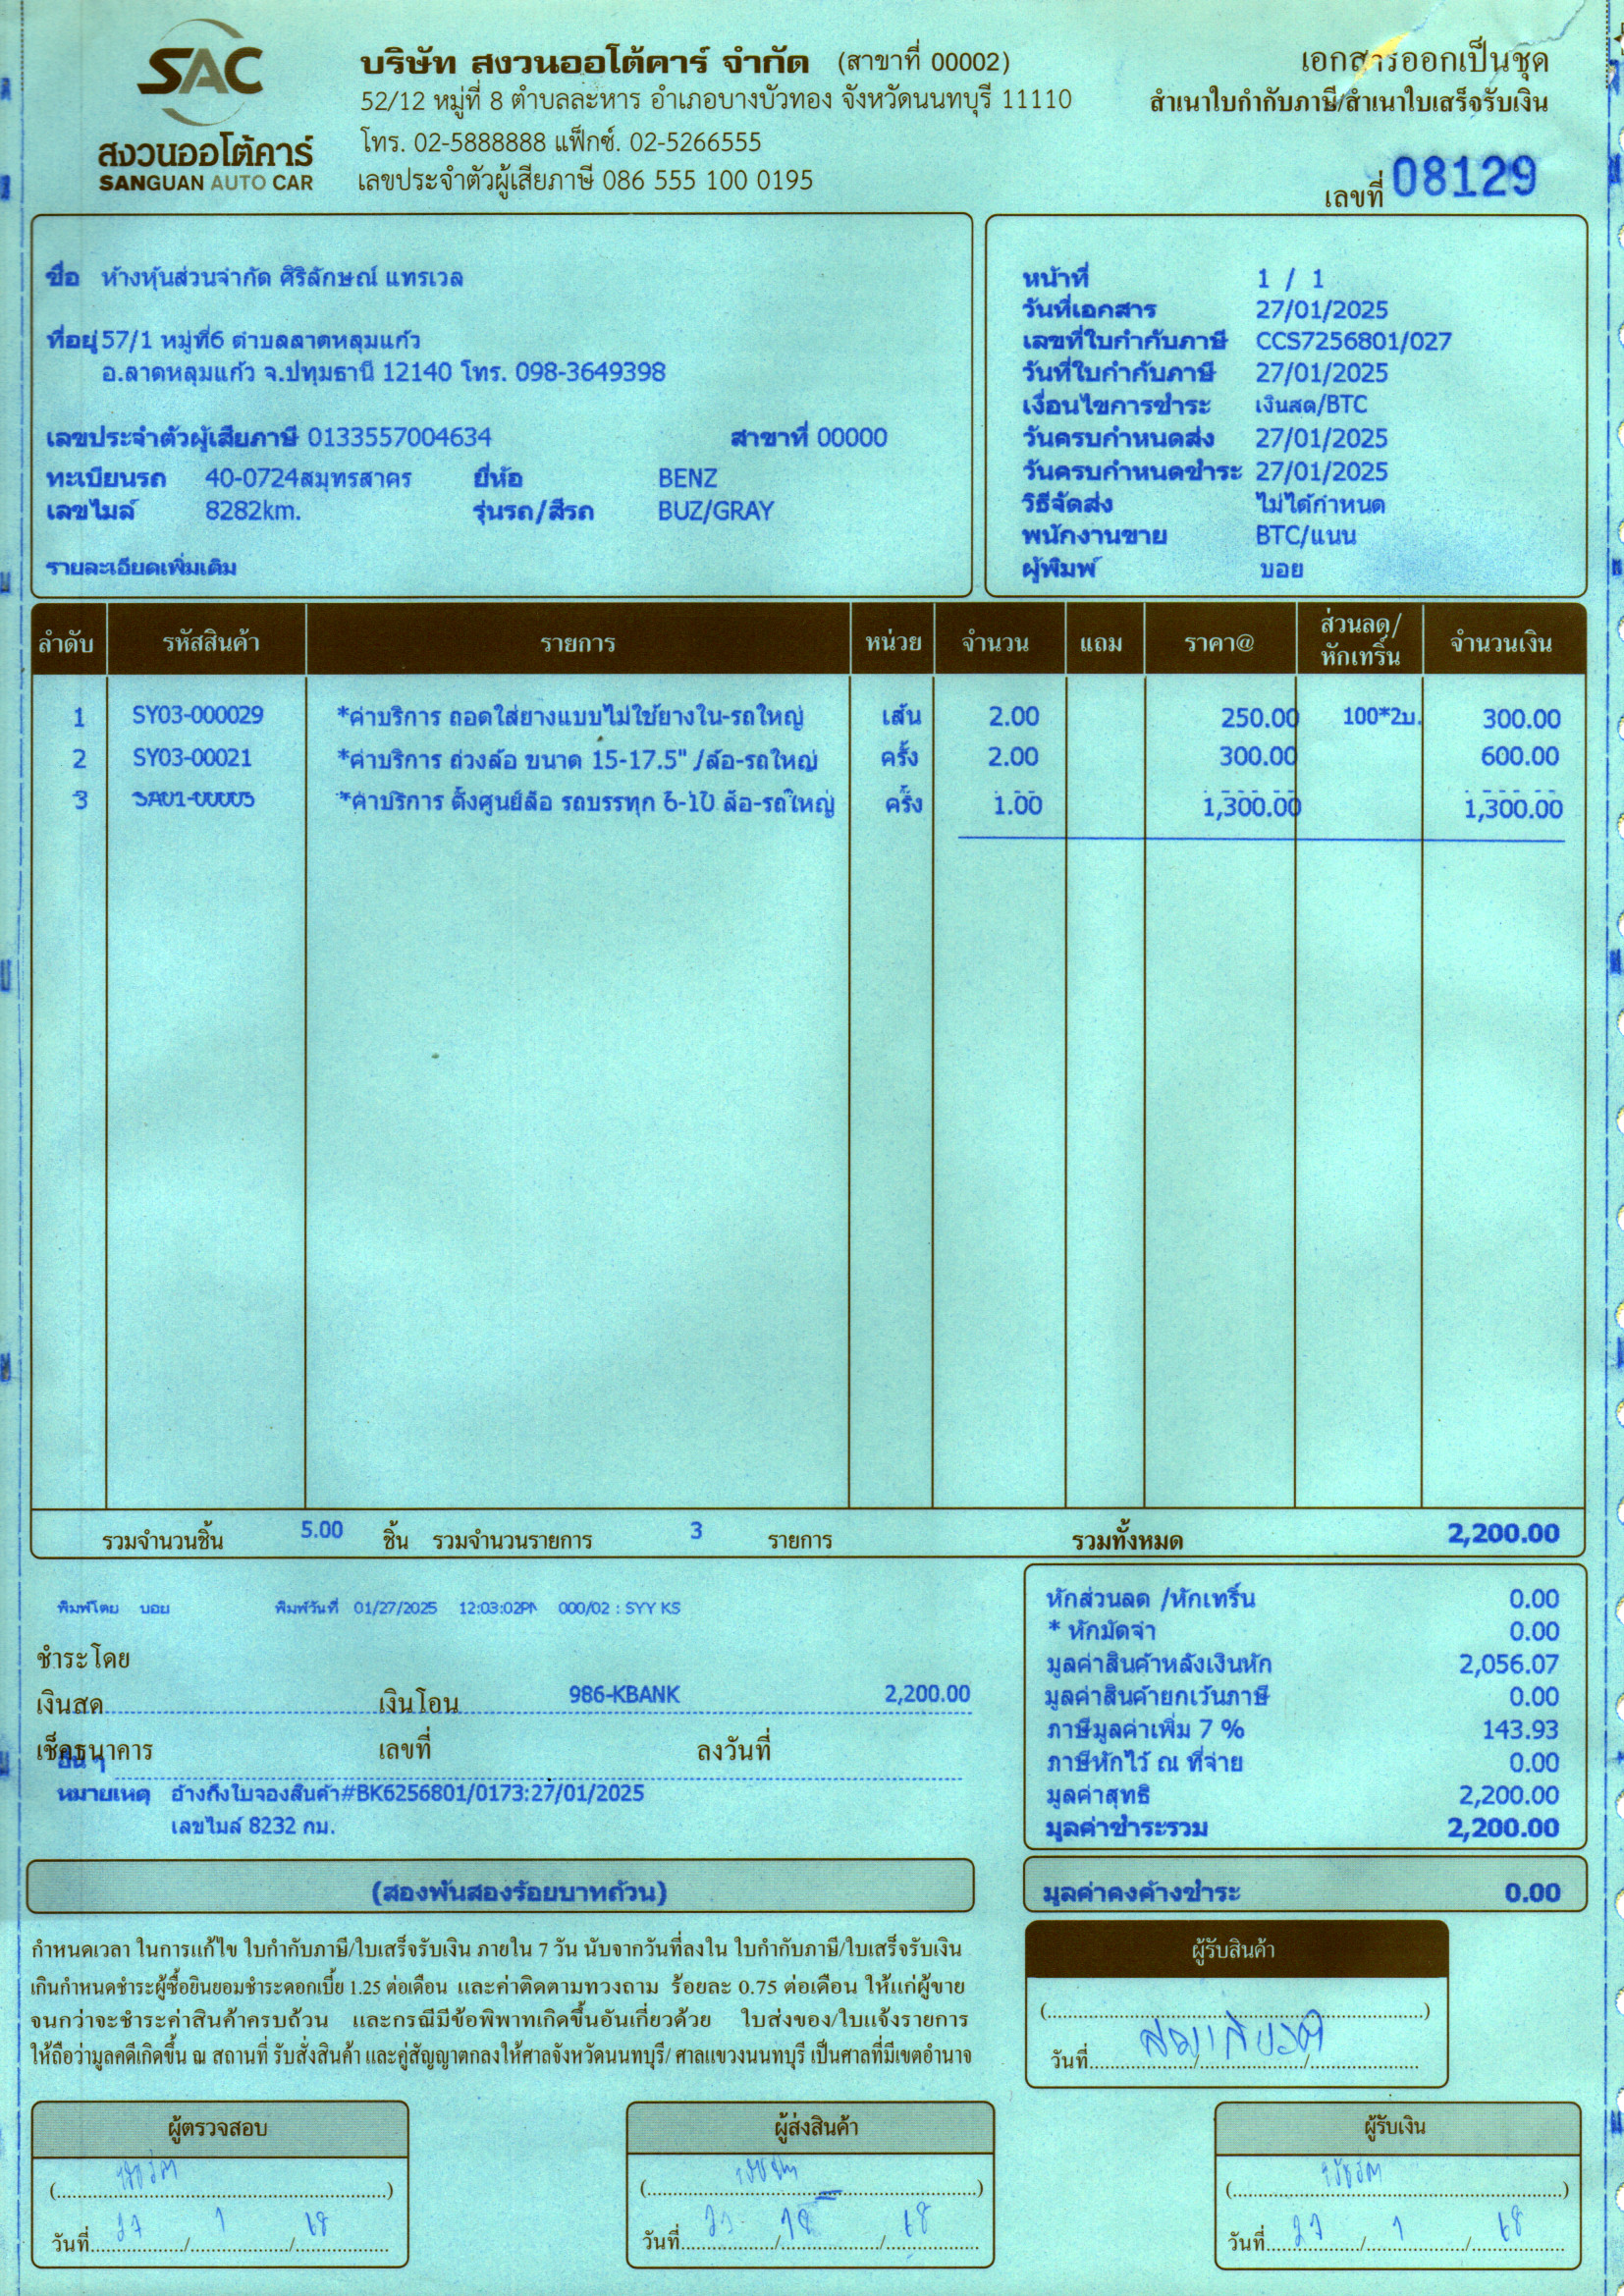 SAC
สงวนออโต้คาร์
SANGUAN AUTO CAR
บริษัท สงวนออโต้คาร์ จำกัด (สาขาที่ 00002)
52/12 หมู่ที่ 8 ตำบลละหาร อำเภอบางบัวทอง จังหวัดนนทบุรี 11110
โทร. 02-5888888 แฟ็กซ์. 02-5266555
เลขประจำตัวผู้เสียภาษี 086 555 100 0195
เอกสารออกเป็นชุด
สำเนาใบกำกับภาษี/สำเนาใบเสร็จรับเงิน
เลขที่ 08129
ชื่อ ห้างหุ้นส่วนจำกัด ศิริลักษณ์ แทรเวล
ที่อยู่ 57/1 หมู่ที่6 ตำบลลาดหลุมแก้ว
อ.ลาดหลุมแก้ว จ.ปทุมธานี 12140 โทร. 098-3649398
เลขประจำตัวผู้เสียภาษี 0133557004634 สาขาที่ 00000
ทะเบียนรถ 40-0724สมุทรสาคร ยี่ห้อ BENZ
เลขไมล์ 8282km. รุ่นรถ/สีรถ BUZ/GRAY
รายละเอียดเพิ่มเติม
หน้าที่ 1 / 1
วันที่เอกสาร 27/01/2025
เลขที่ใบกำกับภาษี CCS7256801/027
วันที่ใบกำกับภาษี 27/01/2025
เงื่อนไขการชำระ เงินสด/BTC
วันครบกำหนดส่ง 27/01/2025
วันครบกำหนดชำระ 27/01/2025
วิธีจัดส่ง ไม่ได้กำหนด
พนักงานขาย BTC/แนน
ผู้พิมพ์ บอย
ลำดับ รหัสสินค้า รายการ หน่วย จำนวน แถม ราคา@ ส่วนลด/หักเทริ์น จำนวนเงิน
1 SY03-000029 *ค่าบริการ ถอดใส่ยางแบบไม่ใช้ยางใน-รถใหญ่ เส้น 2.00 250.00 100*2บ. 300.00
2 SY03-00021 *ค่าบริการ ถ่วงล้อ ขนาด 15-17.5" /ล้อ-รถใหญ่ ครั้ง 2.00 300.00 600.00
3 SA01-00005 *ค่าบริการ ตั้งศูนย์ล้อ รถบรรทุก 6-10 ล้อ-รถใหญ่ ครั้ง 1.00 1,300.00 1,300.00
รวมจำนวนชิ้น 5.00 ชิ้น รวมจำนวนรายการ 3 รายการ รวมทั้งหมด 2,200.00
พิมพ์โดย บอย พิมพ์วันที่ 01/27/2025 12:03:02PM 000/02 : SYY KS
ชำระโดย
เงินสด เงินโอน 986-KBANK 2,200.00
เช็คธนาคาร เลขที่ ลงวันที่
อื่น ๆ
หมายเหตุ อ้างถึงใบจองสินค้า#BK6256801/0173:27/01/2025
เลขไมล์ 8232 กม.
หักส่วนลด /หักเทริ์น 0.00
* หักมัดจำ 0.00
มูลค่าสินค้าหลังเงินหัก 2,056.07
มูลค่าสินค้ายกเว้นภาษี 0.00
ภาษีมูลค่าเพิ่ม 7 % 143.93
ภาษีหักไว้ ณ ที่จ่าย 0.00
มูลค่าสุทธิ 2,200.00
มูลค่าชำระรวม 2,200.00
(สองพันสองร้อยบาทถ้วน)
มูลค่าคงค้างชำระ 0.00
กำหนดเวลา ในการแก้ไข ใบกำกับภาษี/ใบเสร็จรับเงิน ภายใน 7 วัน นับจากวันที่ลงใน ใบกำกับภาษี/ใบเสร็จรับเงิน
เกินกำหนดชำระผู้ซื้อยินยอมชำระดอกเบี้ย 1.25 ต่อเดือน และค่าติดตามทวงถาม ร้อยละ 0.75 ต่อเดือน ให้แก่ผู้ขาย
จนกว่าจะชำระค่าสินค้าครบถ้วน และกรณีมีข้อพิพาทเกิดขึ้นอันเกี่ยวด้วย ใบส่งของ/ใบแจ้งรายการ
ให้ถือว่ามูลคดีเกิดขึ้น ณ สถานที่ รับสั่งสินค้า และคู่สัญญาตกลงให้ศาลจังหวัดนนทบุรี/ ศาลแขวงนนทบุรี เป็นศาลที่มีเขตอำนาจ
ผู้รับสินค้า
สมเกียรติ
วันที่
ผู้ตรวจสอบ
วันที่ 27 / 1 / 68
ผู้ส่งสินค้า
วันที่ / / 68
ผู้รับเงิน
วันที่ 27 / 1 / 68